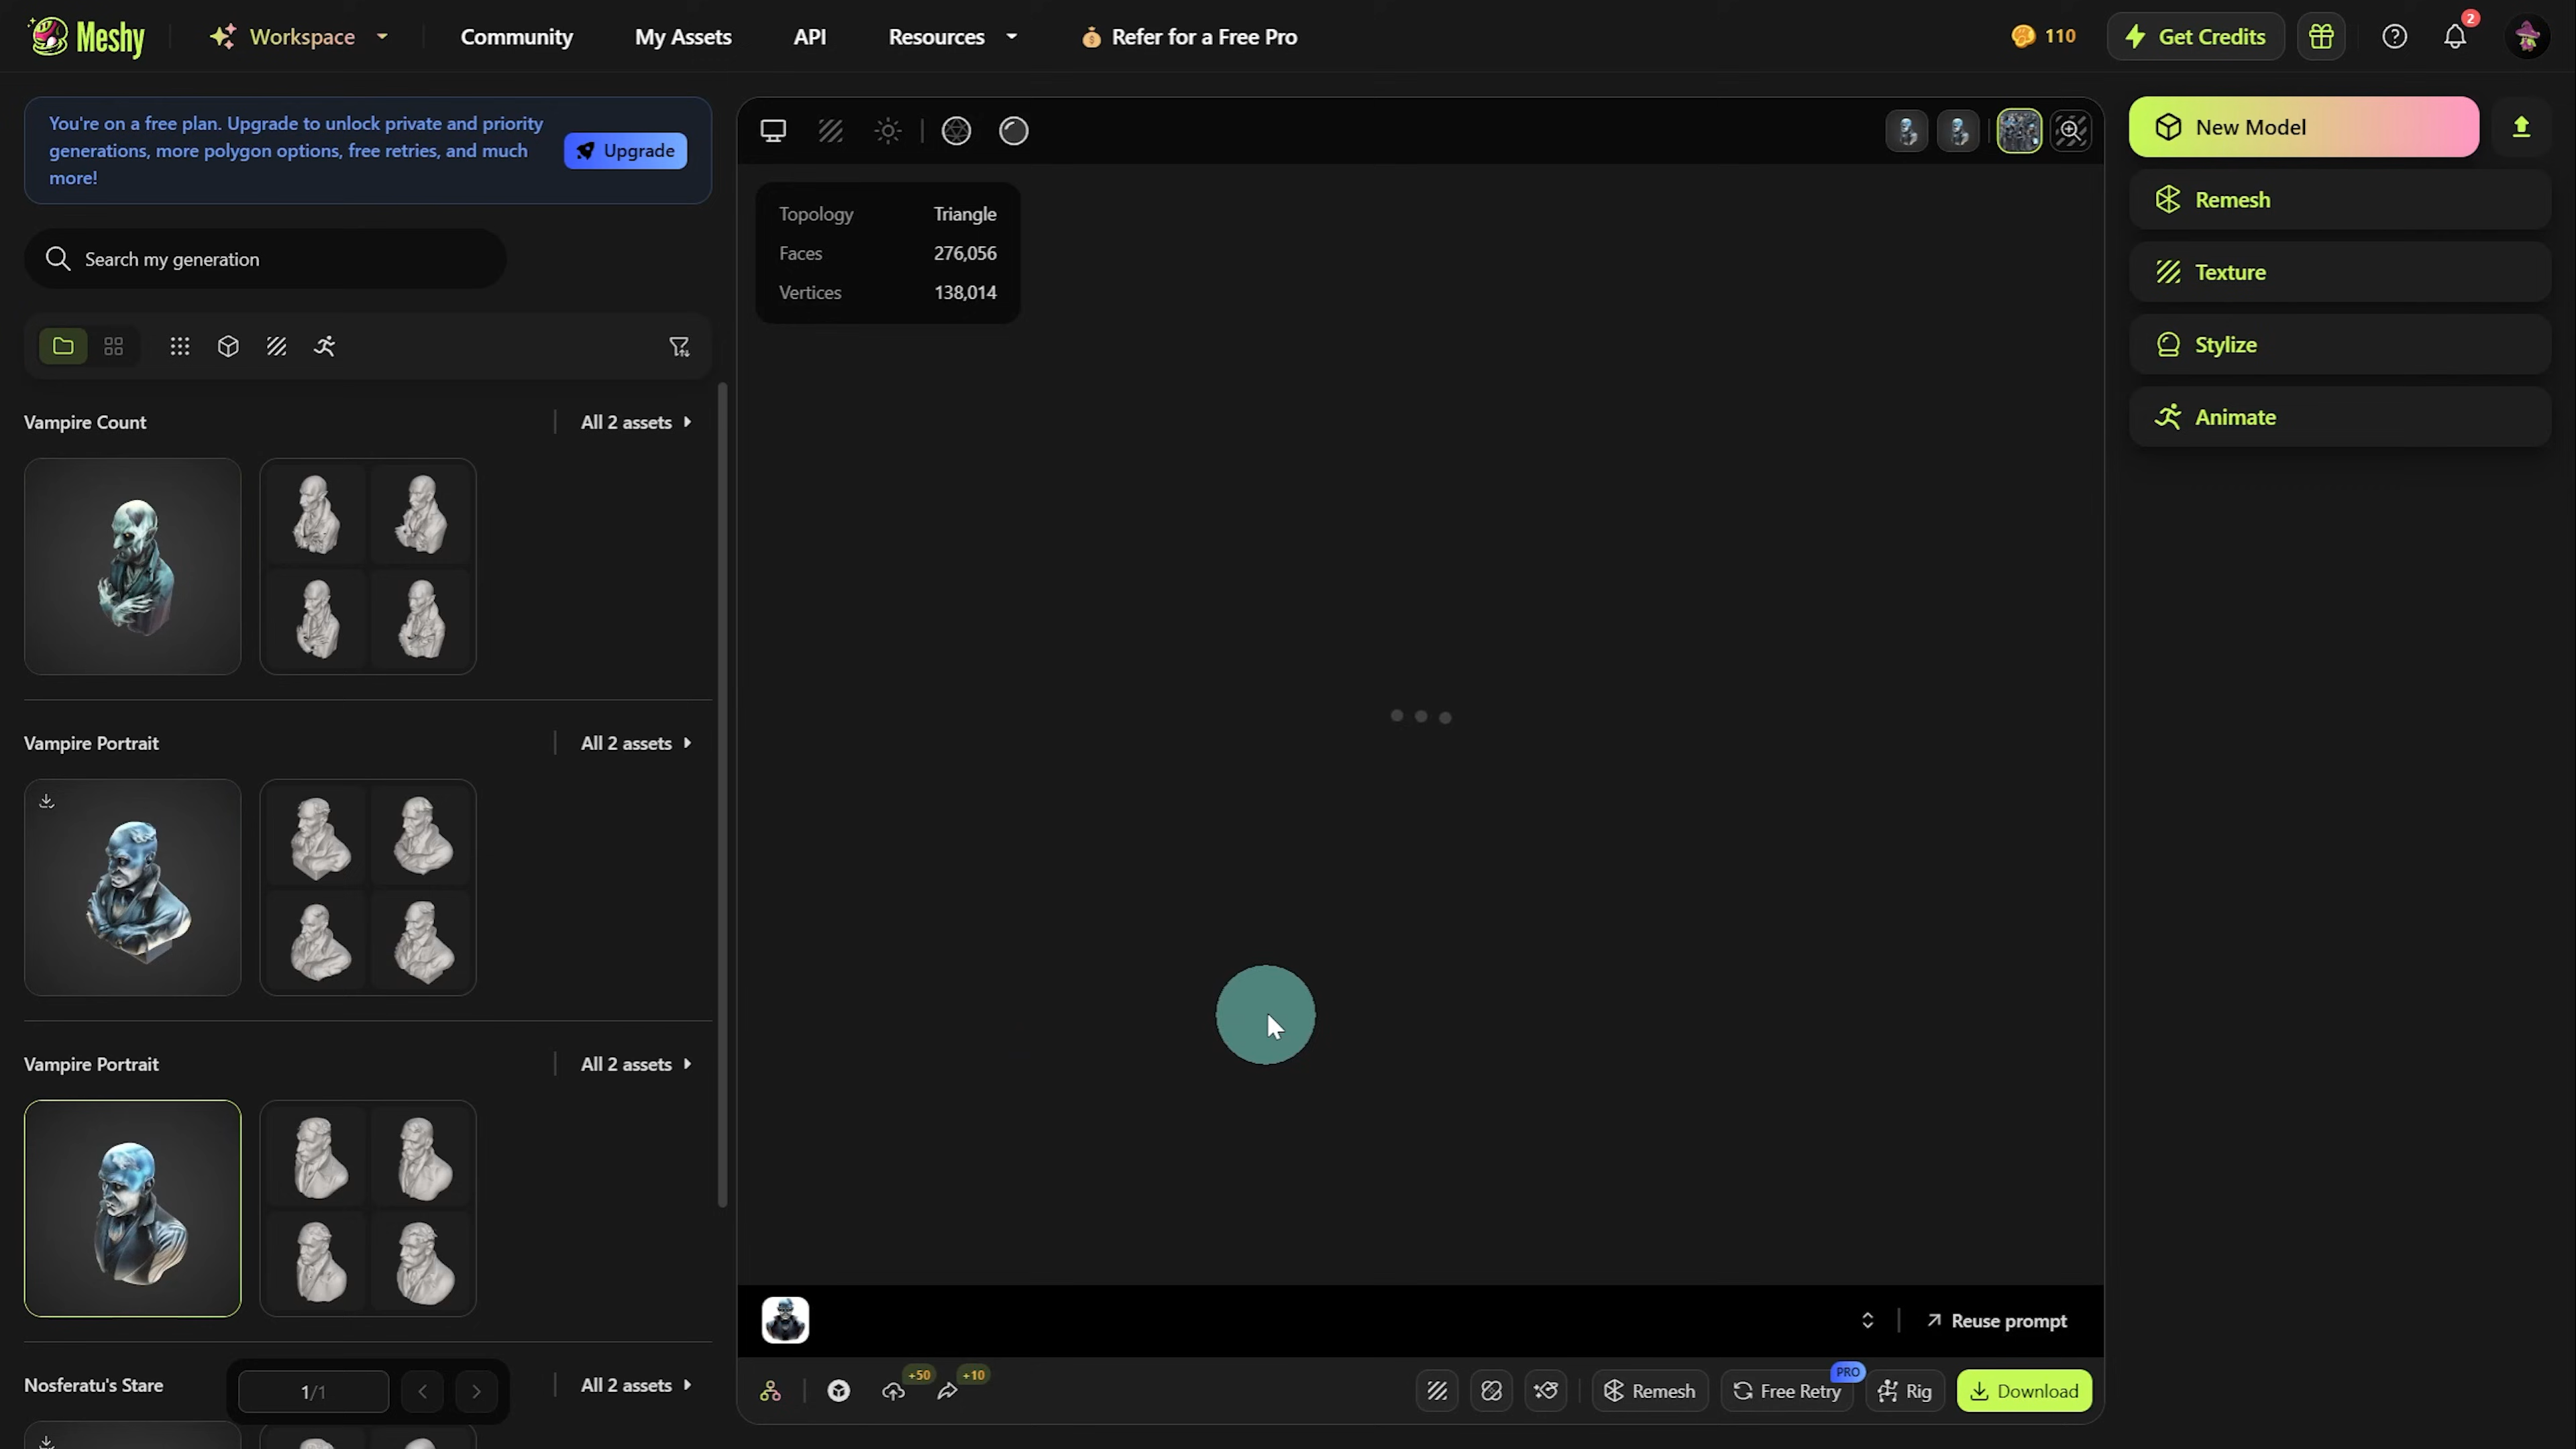 Meshy
Workspace
Community
My Assets
API
Resources
Refer for a Free Pro
110
Get Credits
2
You're on a free plan. Upgrade to unlock private and priority
generations, more polygon options, free retries, and much
more!
Upgrade
Search my generation
Vampire Count
All 2 assets
Vampire Portrait
All 2 assets
Vampire Portrait
All 2 assets
Nosferatu's Stare
1/1
All 2 assets
Topology Triangle
Faces 276,056
Vertices 138,014
Reuse prompt
+50
+10
Remesh
Free Retry
PRO
Rig
Download
New Model
Remesh
Texture
Stylize
Animate